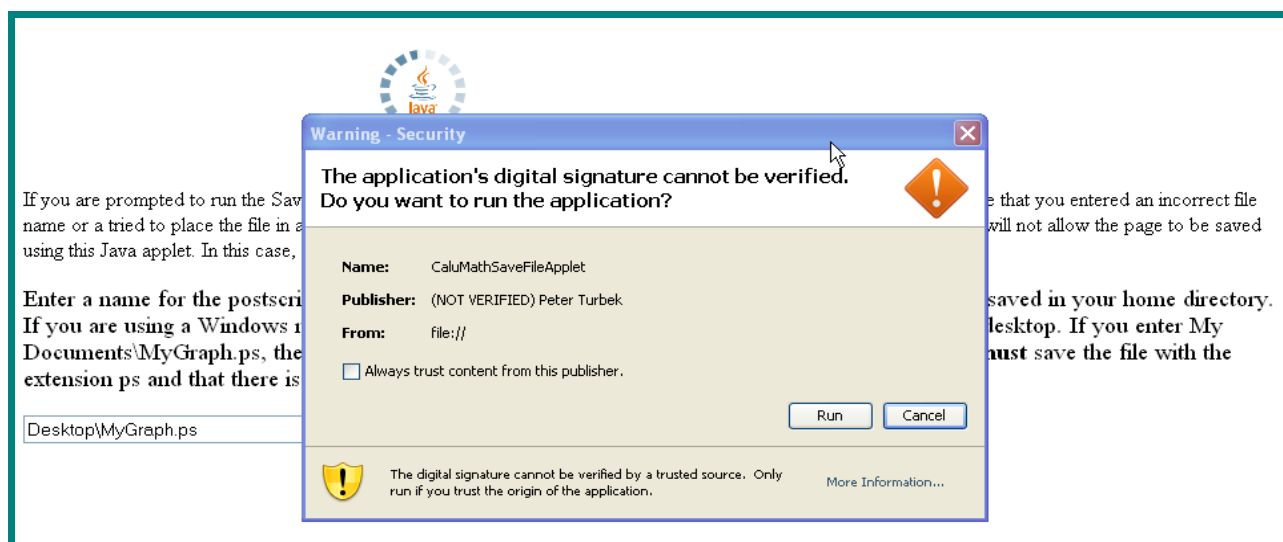 Java
Warning - Security
The application's digital signature cannot be verified.
Do you want to run the application?
If you are prompted to run the Sav
e that you entered an incorrect file
name or a tried to place the file in a
will not allow the page to be saved
using this Java applet. In this case,
Name: CaluMathSaveFileApplet
Publisher: (NOT VERIFIED) Peter Turbek
From: file://
Always trust content from this publisher.
Run Cancel
Enter a name for the postscri
saved in your home directory.
If you are using a Windows
desktop. If you enter My
Documents\MyGraph.ps, the
must save the file with the
extension ps and that there is
Desktop\MyGraph.ps
The digital signature cannot be verified by a trusted source. Only
run if you trust the origin of the application.
More Information...